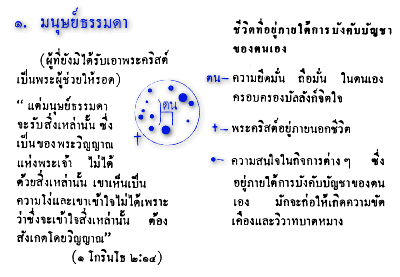 ๑. มนุษย์ธรรมดา
(ผู้ที่ยังมิได้รับเอาพระคริสต์
เป็นพระผู้ช่วยให้รอด)
“ แต่มนุษย์ธรรมดา
จะรับสิ่งเหล่านั้น ซึ่ง
เป็นของพระวิญญาณ
แห่งพระเจ้า ไม่ได้
ด้วยสิ่งเหล่านั้น เขาเห็นเป็น
ความโง่และเขาเข้าใจไม่ได้เพราะ
ว่าซึ่งจะเข้าใจสิ่งเหล่านั้น ต้อง
สังเกตโดยวิญญาณ”
(๑ โกรินโธ ๒:๑๔)
ตน
ชีวิตที่อยู่ภายใต้การบังคับบัญชา
ของตนเอง
ตน– ความยึดมั่น ถือมั่น ในตนเอง
ครอบครองบัลลังก์จิตใจ
†– พระคริสต์อยู่ภายนอกชีวิต
•– ความสนใจในกิจการต่าง ๆ ซึ่ง
อยู่ภายใต้การบังคับบัญชาของตน
เอง มักจะก่อให้เกิดความขัด
เคืองและวิวาทบาดหมาง